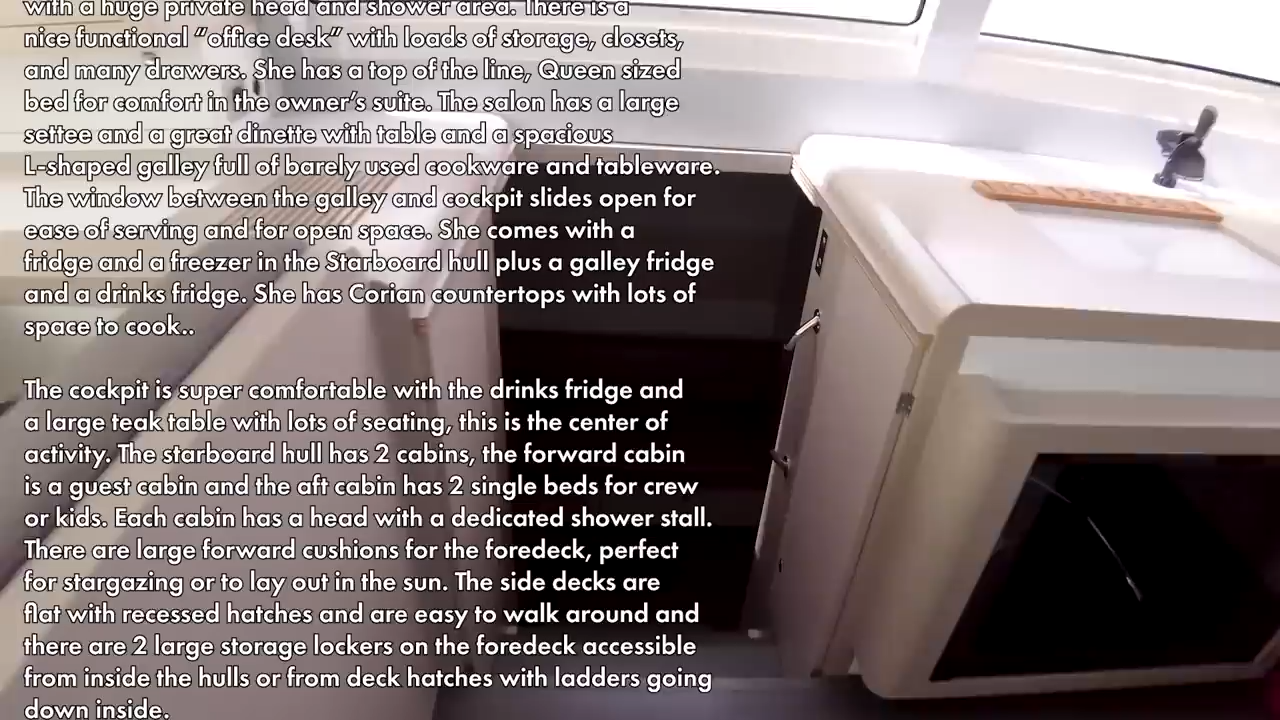 with a huge private head and shower area. There is a
nice functional “office desk” with loads of storage, closets,
and many drawers. She has a top of the line, Queen sized
bed for comfort in the owner’s suite. The salon has a large
settee and a great dinette with table and a spacious
L-shaped galley full of barely used cookware and tableware.
The window between the galley and cockpit slides open for
ease of serving and for open space. She comes with a
fridge and a freezer in the Starboard hull plus a galley fridge
and a drinks fridge. She has Corian countertops with lots of
space to cook..
The cockpit is super comfortable with the drinks fridge and
a large teak table with lots of seating, this is the center of
activity. The starboard hull has 2 cabins, the forward cabin
is a guest cabin and the aft cabin has 2 single beds for crew
or kids. Each cabin has a head with a dedicated shower stall.
There are large forward cushions for the foredeck, perfect
for stargazing or to lay out in the sun. The side decks are
flat with recessed hatches and are easy to walk around and
there are 2 large storage lockers on the foredeck accessible
from inside the hulls or from deck hatches with ladders going
down inside.